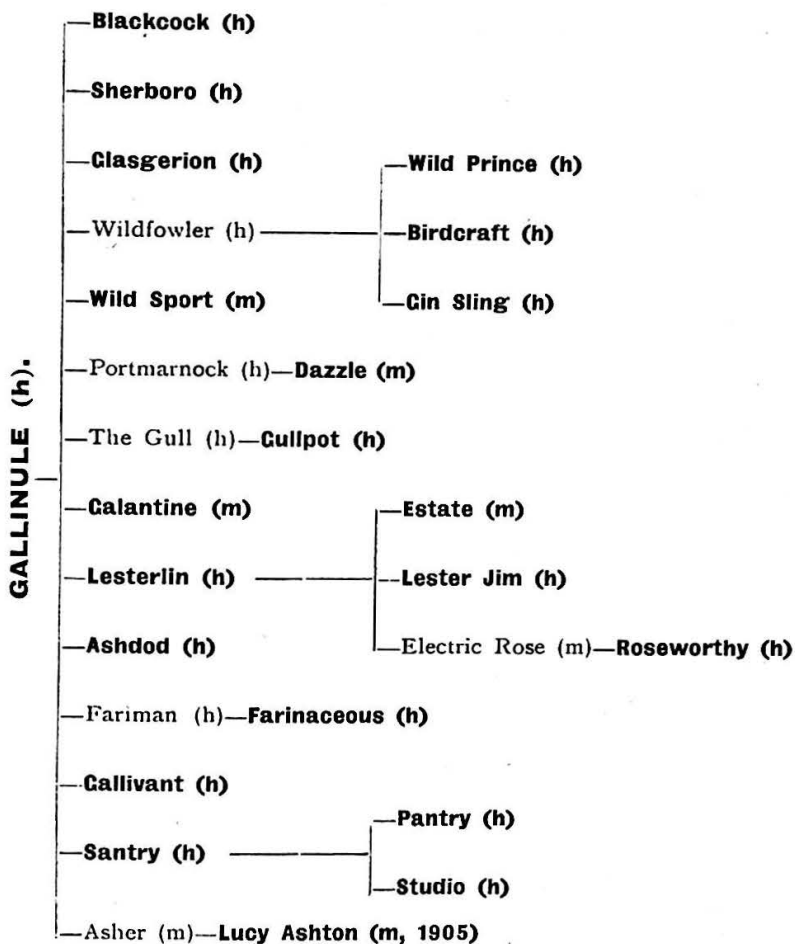 Blackcock (h)
Sherboro (h)
Glasgerion (h)
Wild Prince (h)
Wildfowler (h)
Birdcraft (h)
Wild Sport (m)
Gin Sling (h)
Portmarnock (h)—Dazzle (m)
The Gull (h)—Gullpot (h)
GALLINULE (h).
Galantine (m)
Estate (m)
Lesterlin (h)
Lester Jim (h)
Ashdod (h)
Electric Rose (m)—Roseworthy (h)
Fariman (h)—Farinaceous (h)
Gallivant (h)
Pantry (h)
Santry (h)
Studio (h)
Asher (m)—Lucy Ashton (m, 1905)